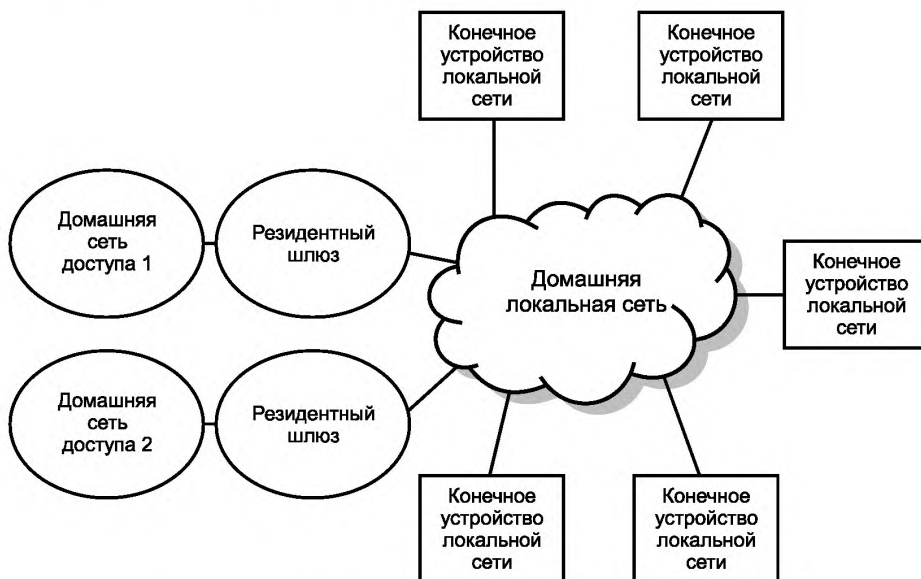 Конечное
устройство
локальной
сети
Конечное
устройство
локальной
сети
Домашняя
сеть
доступа 1
Резидентный
шлюз
Домашняя
локальная сеть
Конечное
устройство
локальной
сети
Домашняя
сеть
доступа 2
Резидентный
шлюз
Конечное
устройство
локальной
сети
Конечное
устройство
локальной
сети